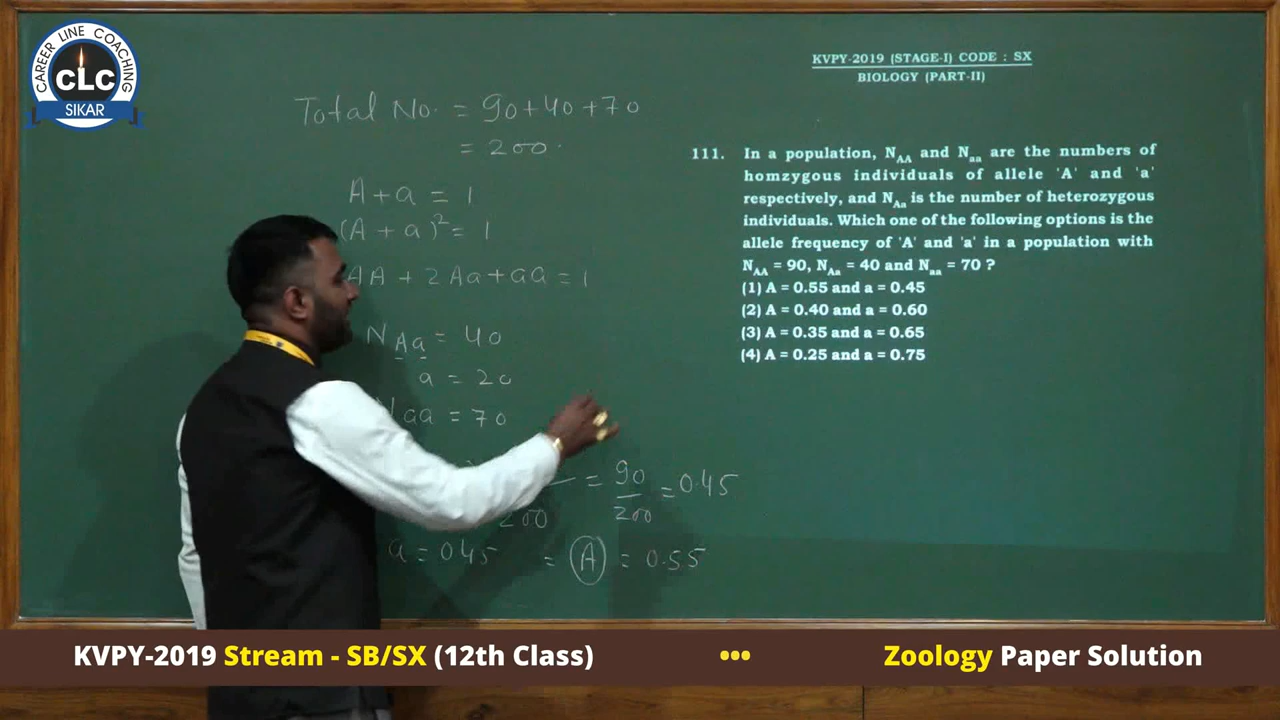 CAREER LINE COACHING
CLC
SIKAR
KVPY-2019 (STAGE-I) CODE : SX
BIOLOGY (PART-II)
Total No. = 90+40+70
= 200.
A+a = 1
(A + a)² = 1
AA + 2Aa+aa = 1
NAa = 40
a = 20
Naa = 70
200 = 90/200 = 0.45
a = 0.45 = A = 0.55
111. In a population, NAA and Naa are the numbers of
homzygous individuals of allele 'A' and 'a'
respectively, and NAa is the number of heterozygous
individuals. Which one of the following options is the
allele frequency of 'A' and 'a' in a population with
NAA = 90, NAa = 40 and Naa = 70 ?
(1) A = 0.55 and a = 0.45
(2) A = 0.40 and a = 0.60
(3) A = 0.35 and a = 0.65
(4) A = 0.25 and a = 0.75
KVPY-2019 Stream - SB/SX (12th Class) ••• Zoology Paper Solution